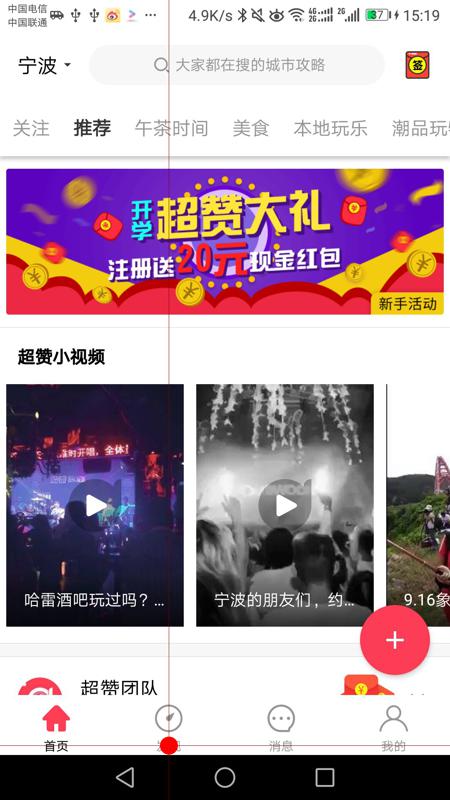 中国电信
中国联通
4.9K/s
4G
2G
2G
37
15:19
宁波
大家都在搜的城市攻略
签
关注
推荐
午茶时间
美食
本地玩乐
潮品玩
开学
超赞大礼
注册送20元现金红包
新手活动
超赞小视频
哈雷酒吧玩过吗？...
宁波的朋友们，约...
9.16象
超赞团队
首页
消息
我的